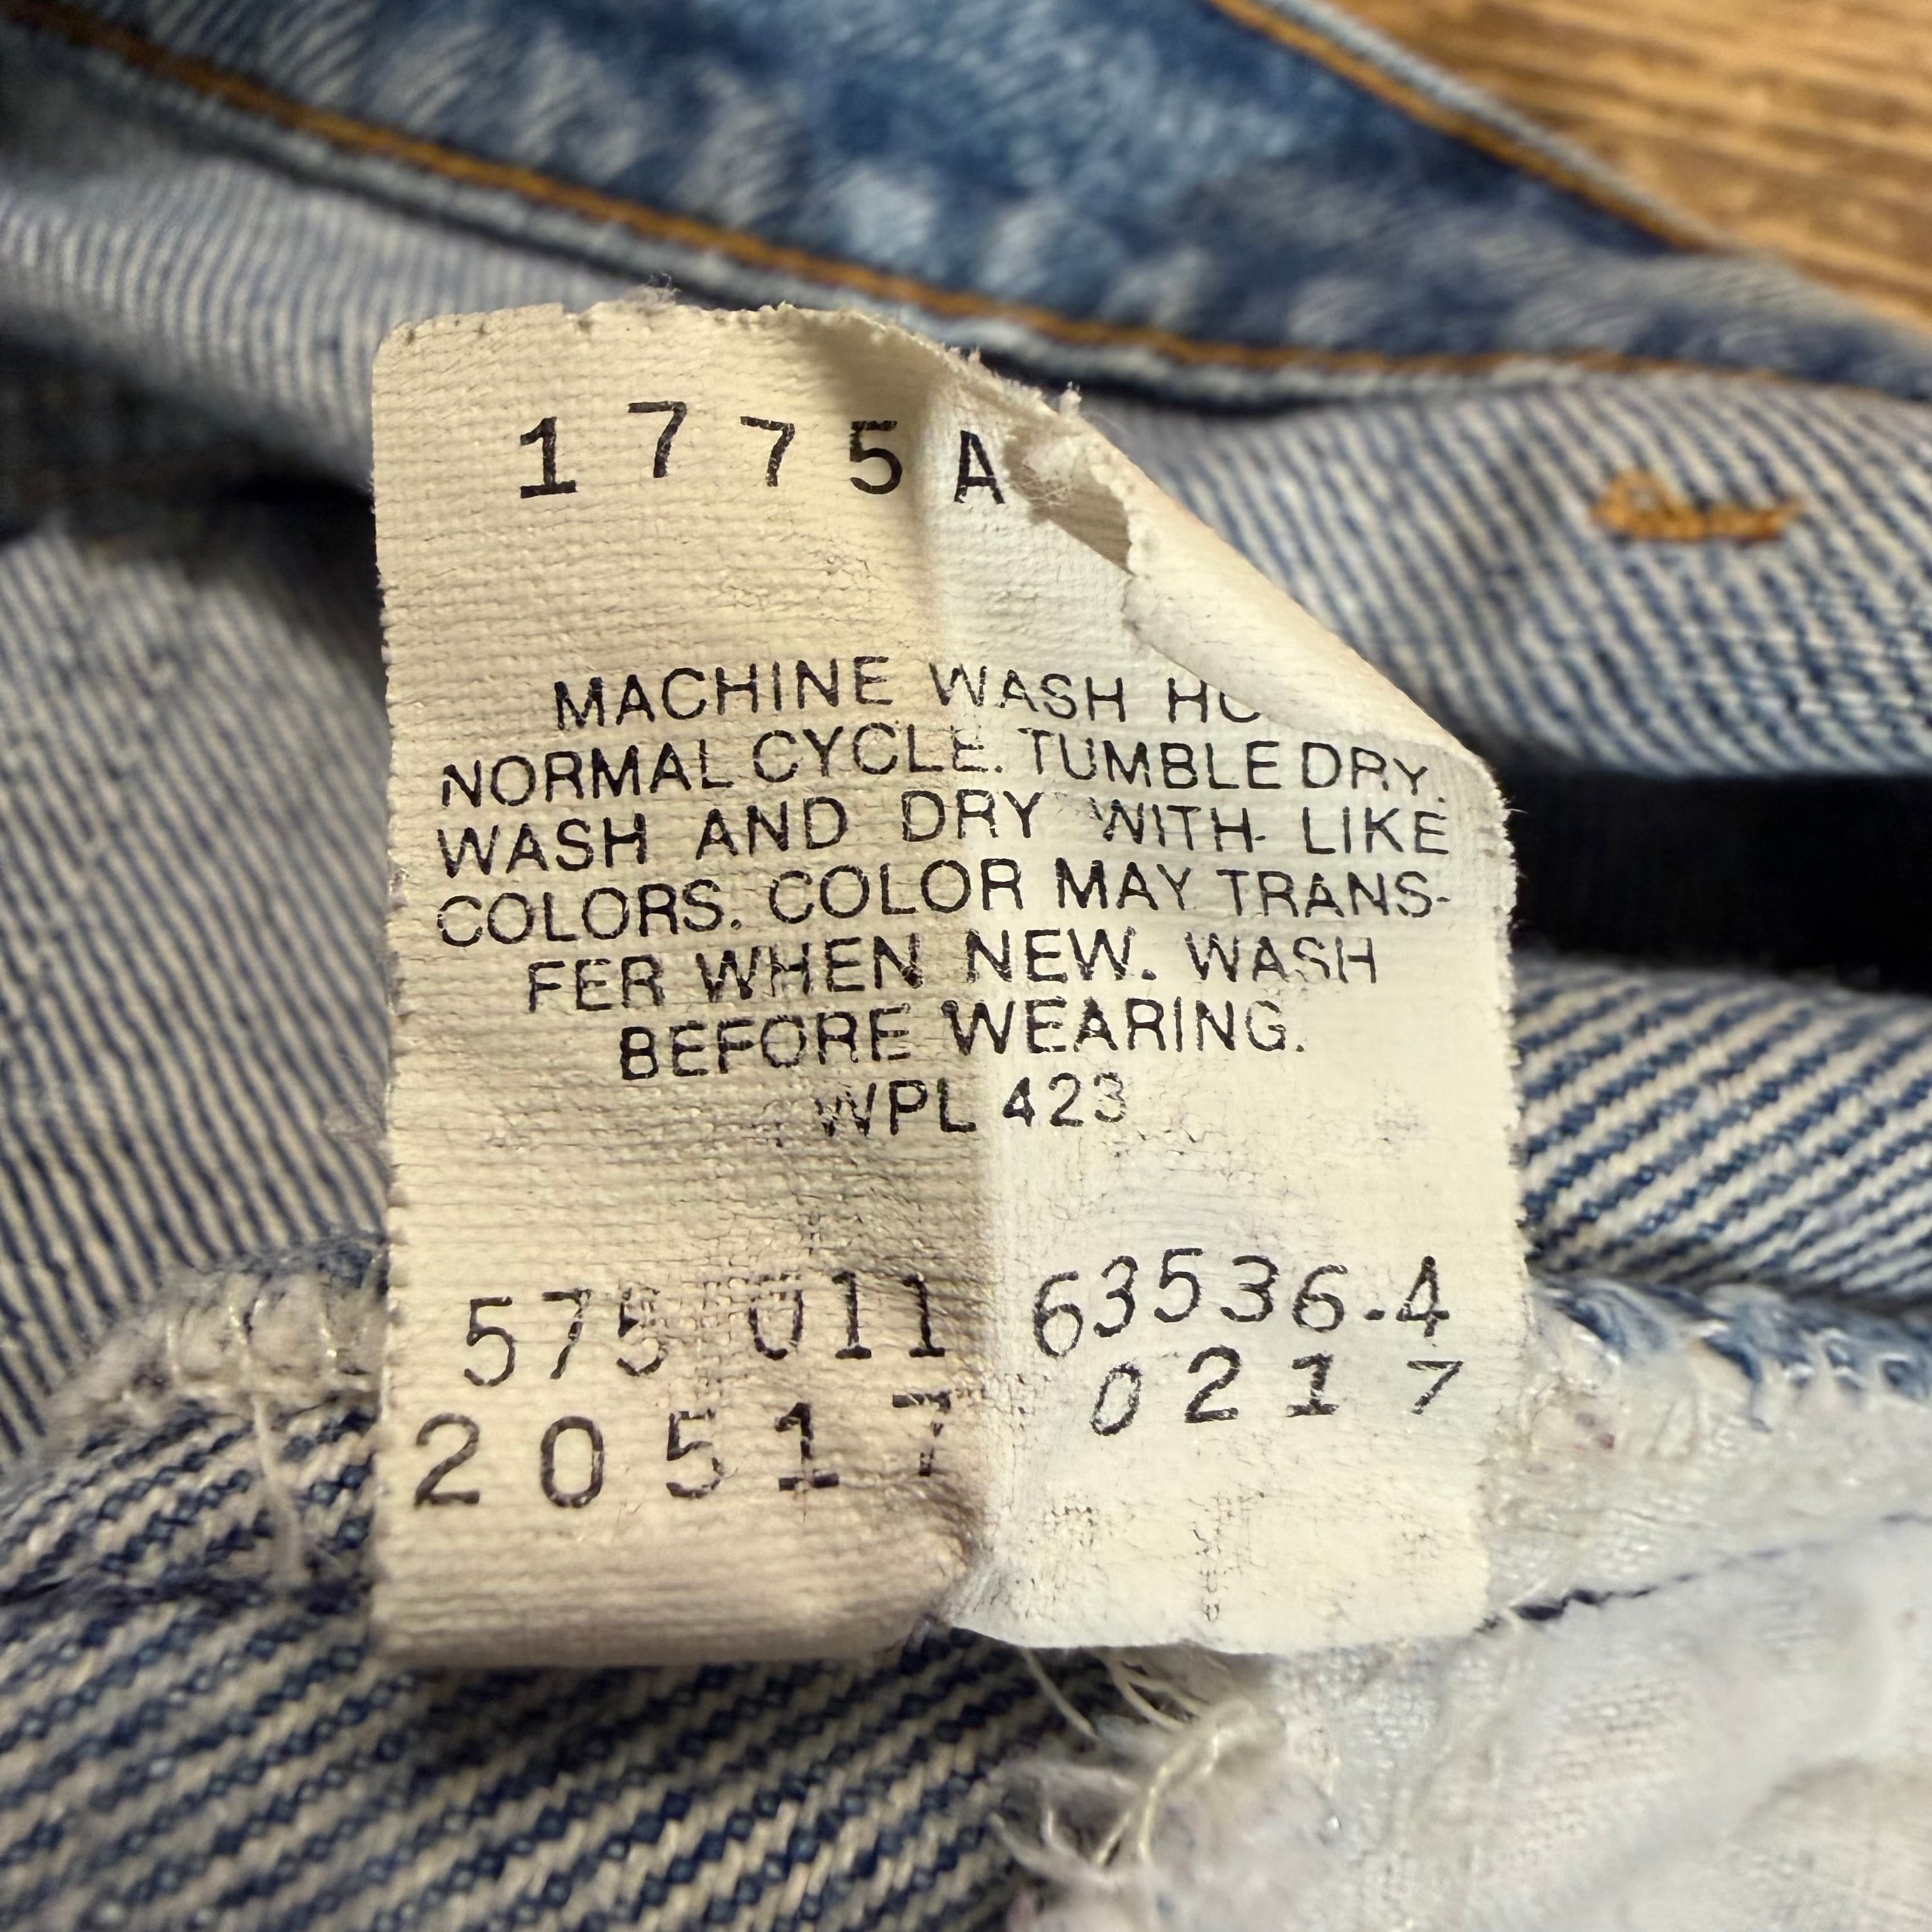 1775A
MACHINE WASH
NORMAL CYCLE. TUMBLE DRY.
WASH AND DRY WITH LIKE
COLORS. COLOR MAY TRANS-
FER WHEN NEW. WASH
BEFORE WEARING.
WPL 423
575 011 63536-4
0217
20517